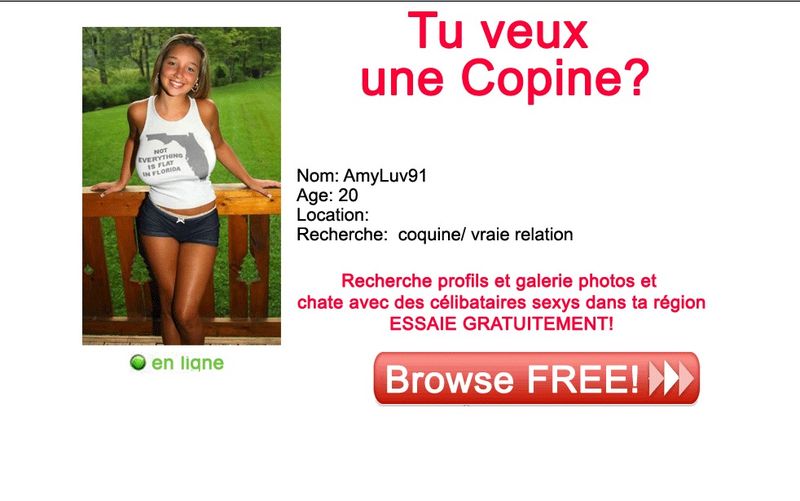 Tu veux
une Copine?
NOT
EVERYTHING
IS FLAT
IN FLORIDA
Nom: AmyLuv91
Age: 20
Location:
Recherche:  coquine/ vraie relation
Recherche profils et galerie photos et
chate avec des célibataires sexys dans ta région
ESSAIE GRATUITEMENT!
en ligne
Browse FREE!